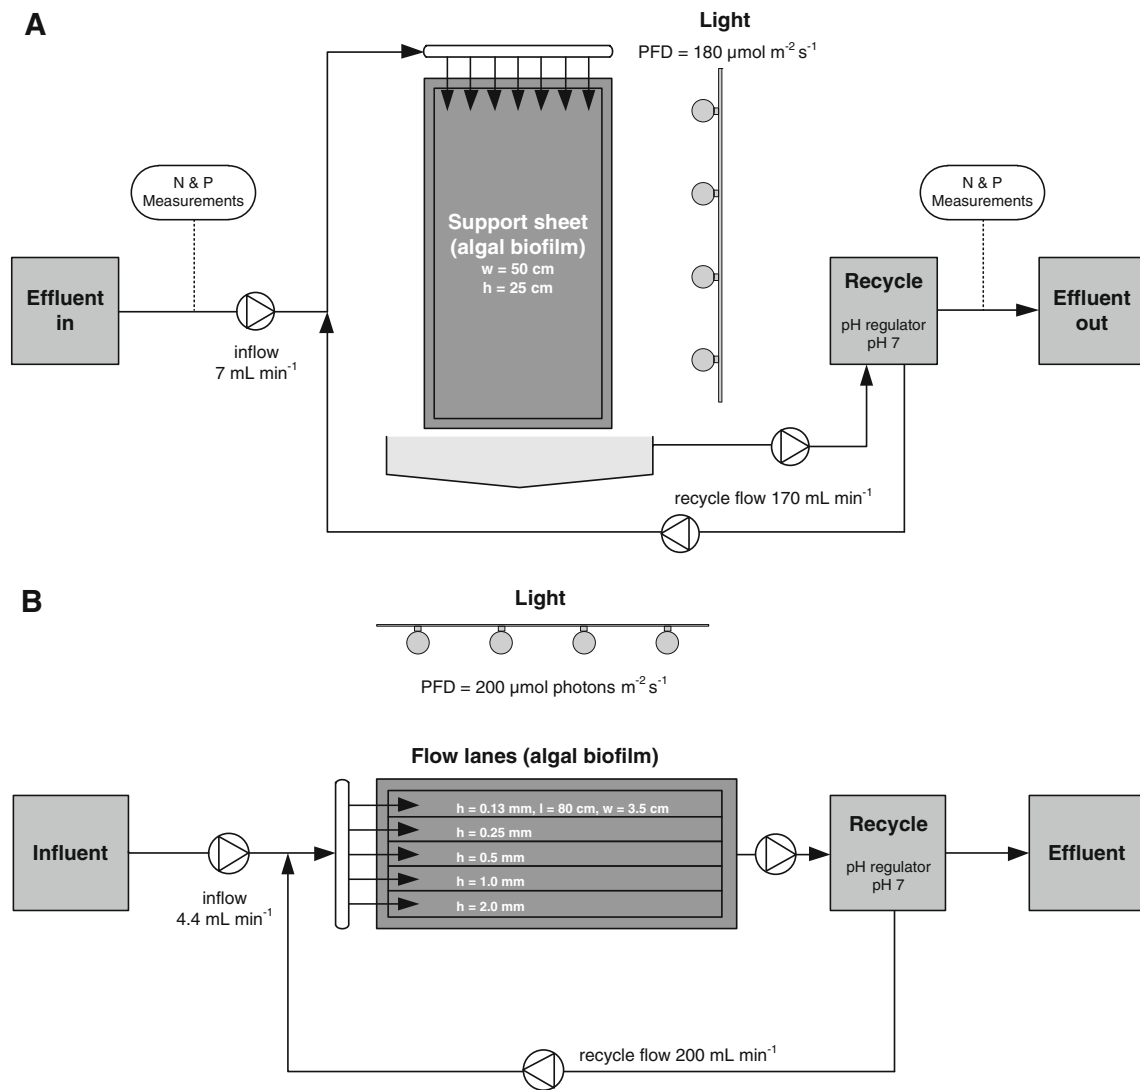 A
Light
PFD = 180 µmol m⁻² s⁻¹
N & P
Measurements
N & P
Measurements
Support sheet
(algal biofilm)
w = 50 cm
h = 25 cm
Effluent
in
inflow
7 mL min⁻¹
Recycle
pH regulator
pH 7
Effluent
out
recycle flow 170 mL min⁻¹
B
Light
PFD = 200 µmol photons m⁻² s⁻¹
Flow lanes (algal biofilm)
h = 0.13 mm, l = 80 cm, w = 3.5 cm
h = 0.25 mm
h = 0.5 mm
h = 1.0 mm
h = 2.0 mm
Influent
inflow
4.4 mL min⁻¹
Recycle
pH regulator
pH 7
Effluent
recycle flow 200 mL min⁻¹